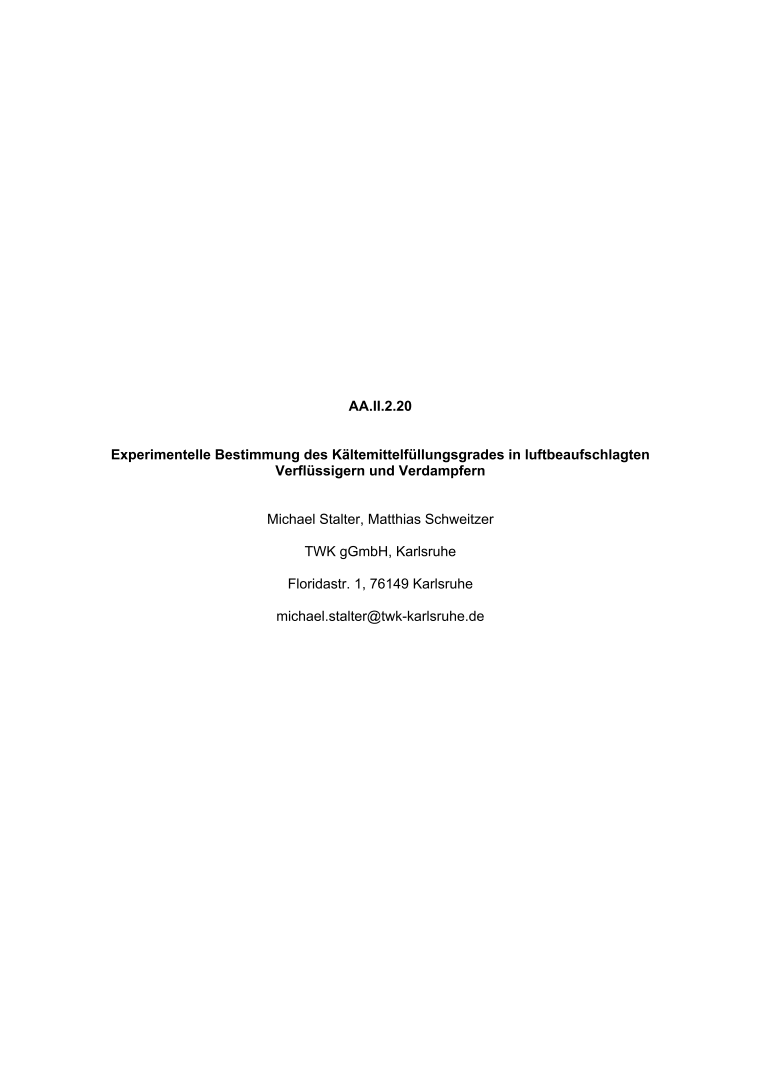 AA.II.2.20
Experimentelle Bestimmung des Kältemittelfüllungsgrades in luftbeaufschlagten
Verflüssigern und Verdampfern
Michael Stalter, Matthias Schweitzer
TWK gGmbH, Karlsruhe
Floridastr. 1, 76149 Karlsruhe
michael.stalter@twk-karlsruhe.de